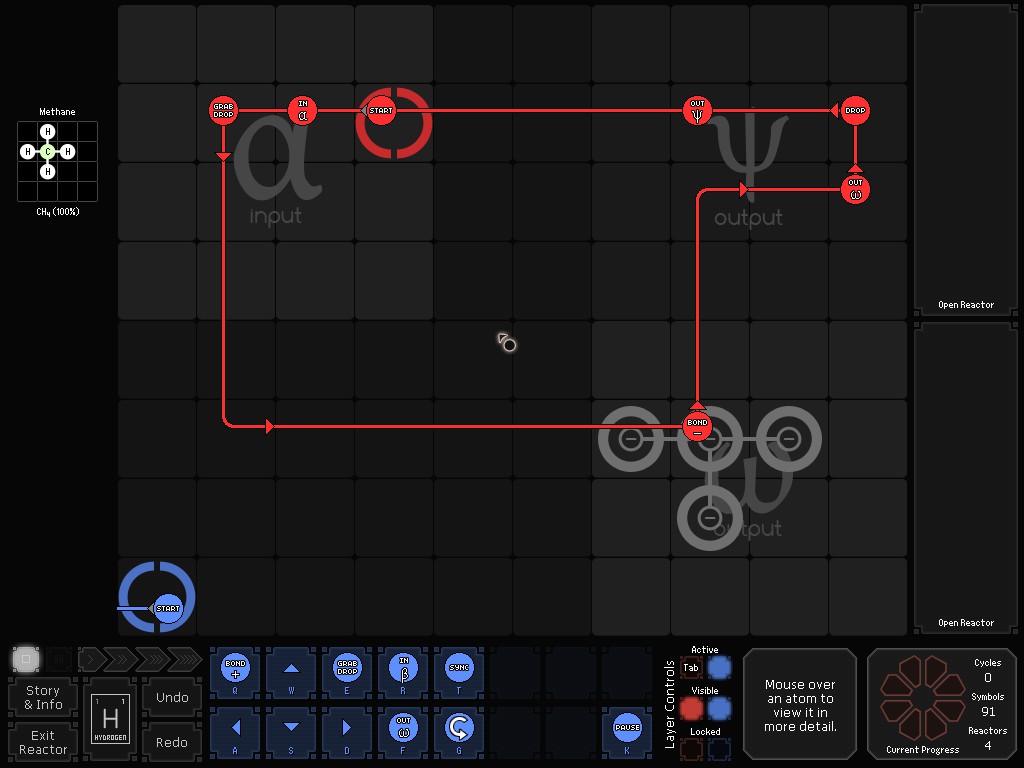 Methane
H
H C H
H
CH₄ (100%)
GRAB
DROP
IN
α
START
OUT
ψ
DROP
α
input
ψ
output
OUT
ω
Open Reactor
BOND
–
ω
output
START
Open Reactor
Story
& Info
Exit
Reactor
1 1
H
HYDROGEN
Undo
Redo
BOND
+
Q
W
GRAB
DROP
E
IN
β
R
SYNC
T
A
S
D
OUT
ω
F
G
PAUSE
K
Layer Controls
Active
Tab
Visible
Locked
Mouse over
an atom to
view it in
more detail.
Cycles
0
Symbols
91
Reactors
4
Current Progress